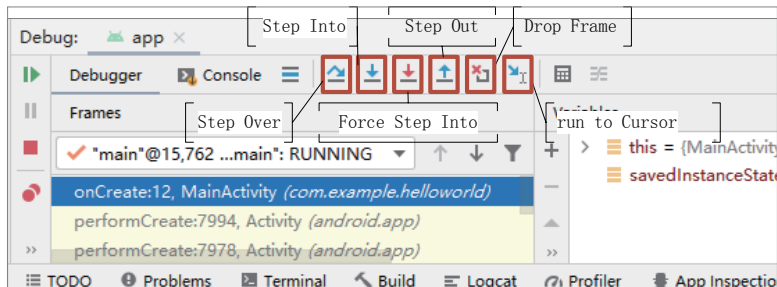 Step Into
Step Out
Drop Frame
Debug:
app
Debugger
Console
Frames
Step Over
Force Step Into
run to Cursor
"main"@15,762 ...main": RUNNING
this = {MainActivity
savedInstanceState
onCreate:12, MainActivity (com.example.helloworld)
performCreate:7994, Activity (android.app)
performCreate:7978, Activity (android.app)
TODO
Problems
Terminal
Build
Logcat
Profiler
App Inspectio